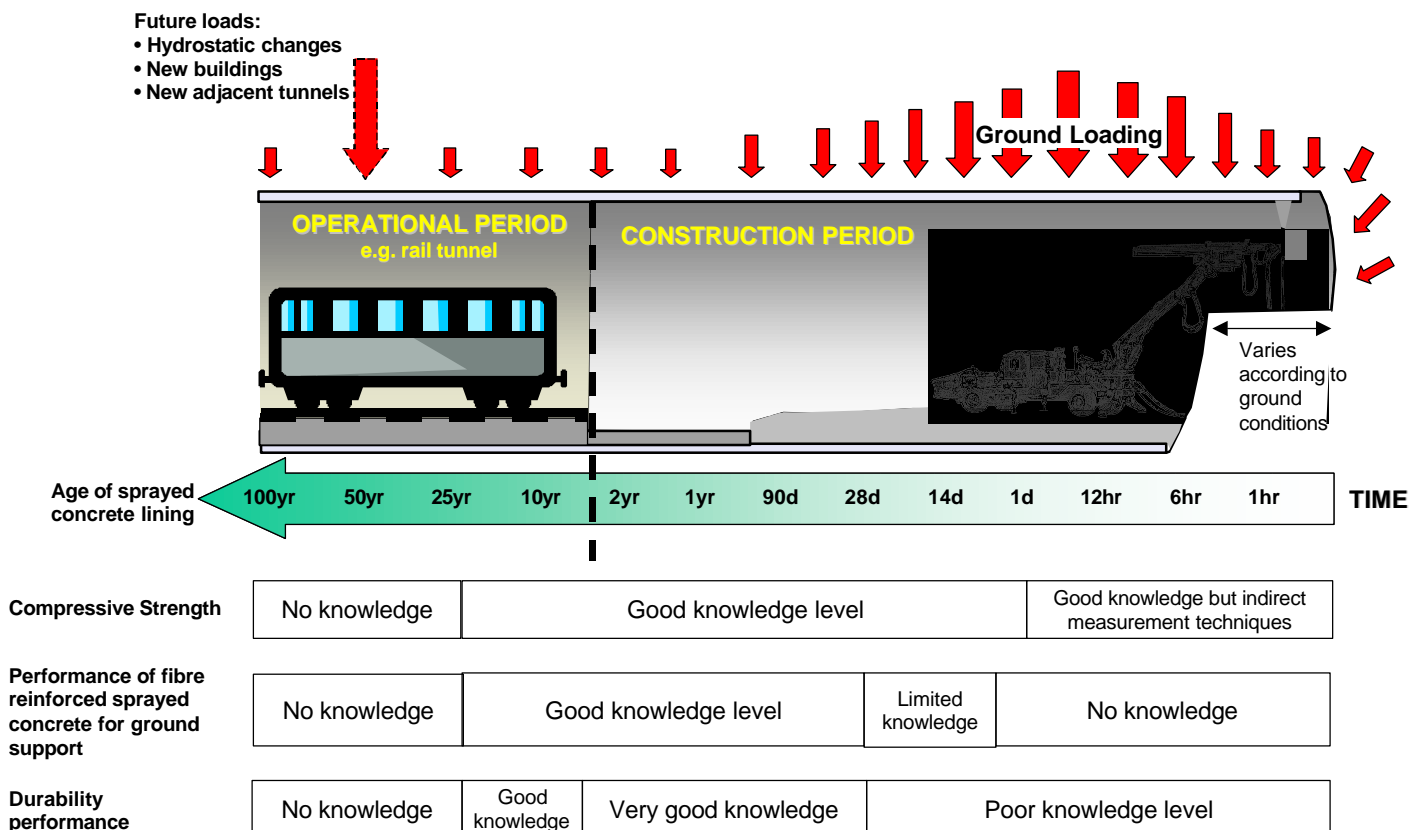 Future loads:
• Hydrostatic changes
• New buildings
• New adjacent tunnels
Ground Loading
OPERATIONAL PERIOD
e.g. rail tunnel
CONSTRUCTION PERIOD
Varies
according to
ground
conditions
Age of sprayed
concrete lining
100yr 50yr 25yr 10yr 2yr 1yr 90d 28d 14d 1d 12hr 6hr 1hr
TIME
Compressive Strength
No knowledge
Good knowledge level
Good knowledge but indirect
measurement techniques
Performance of fibre
reinforced sprayed
concrete for ground
support
No knowledge
Good knowledge level
Limited
knowledge
No knowledge
Durability
performance
No knowledge
Good
knowledge
Very good knowledge
Poor knowledge level